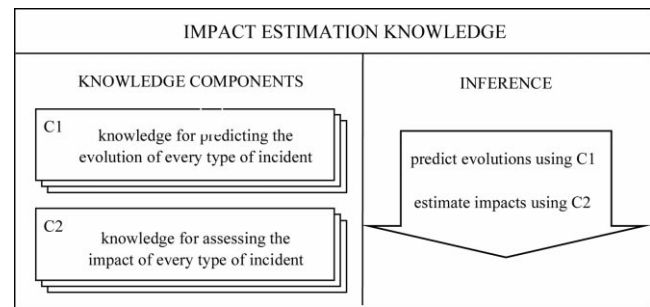 IMPACT ESTIMATION KNOWLEDGE
KNOWLEDGE COMPONENTS
C1
knowledge for predicting the
evolution of every type of incident
C2
knowledge for assessing the
impact of every type of incident
INFERENCE
predict evolutions using C1
estimate impacts using C2